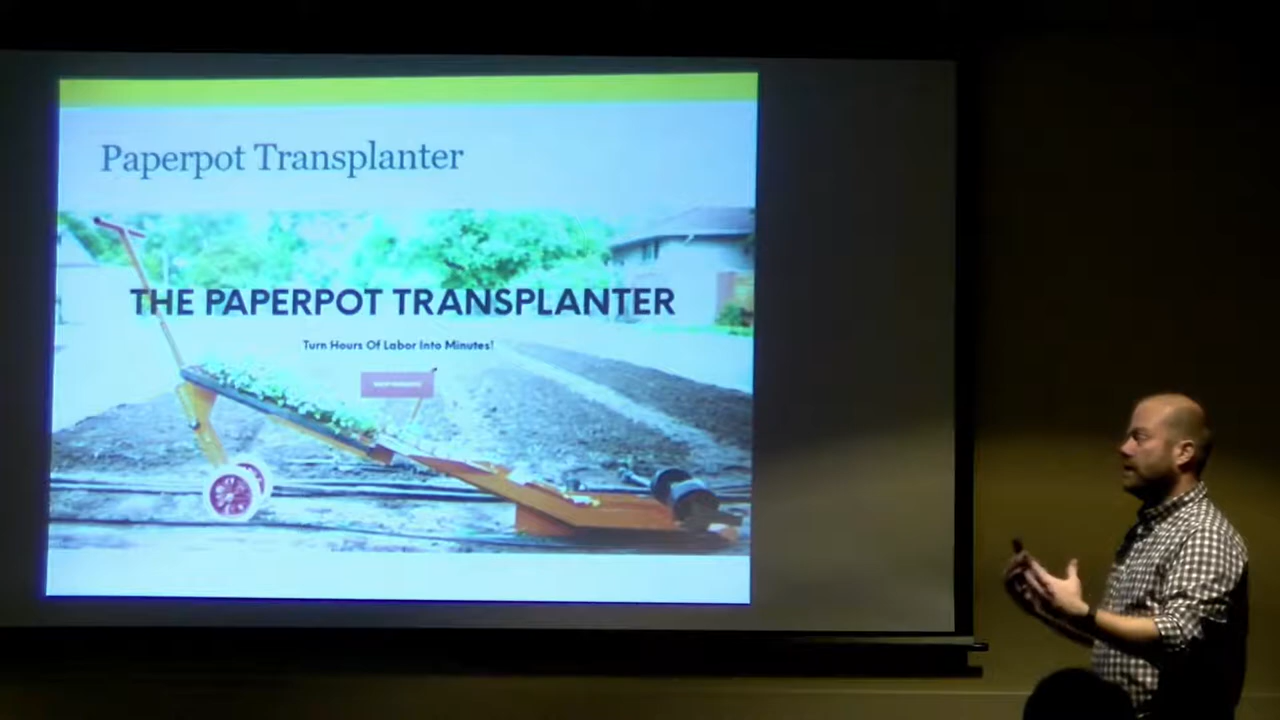 Paperpot Transplanter
THE PAPERPOT TRANSPLANTER
Turn Hours Of Labor Into Minutes!